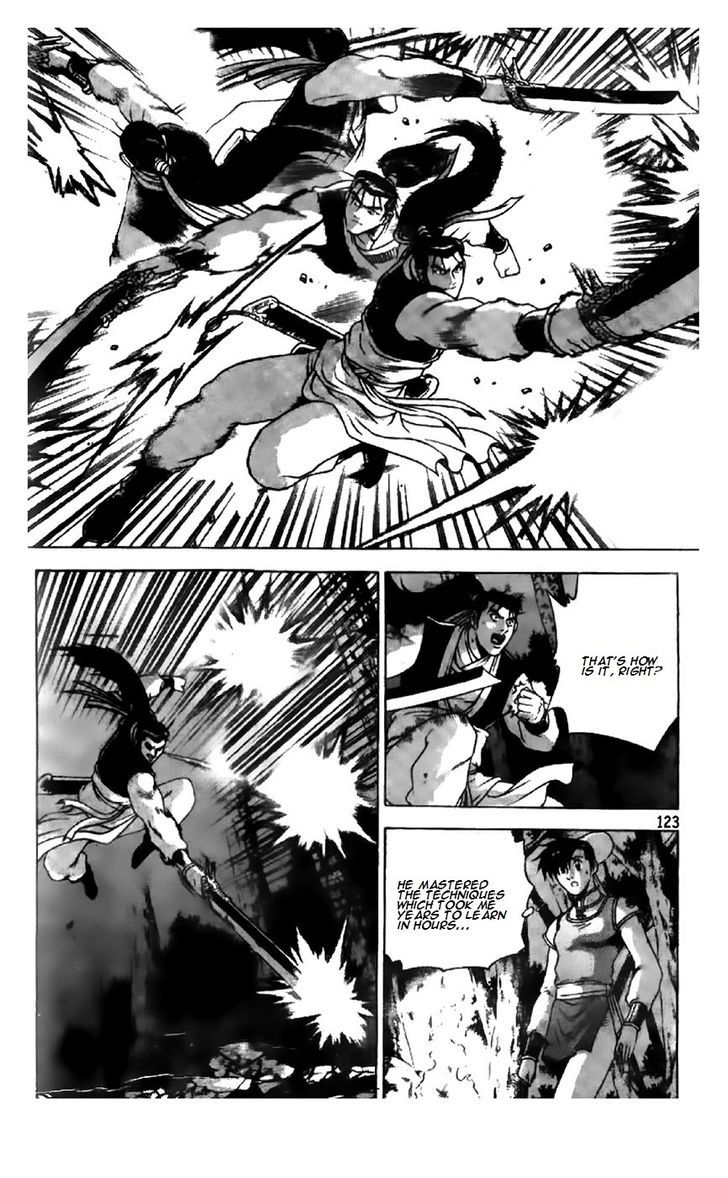 THAT'S HOW
IS IT, RIGHT?
123
HE MASTERED
THE TECHNIQUES
WHICH TOOK ME
YEARS TO LEARN
IN HOURS...